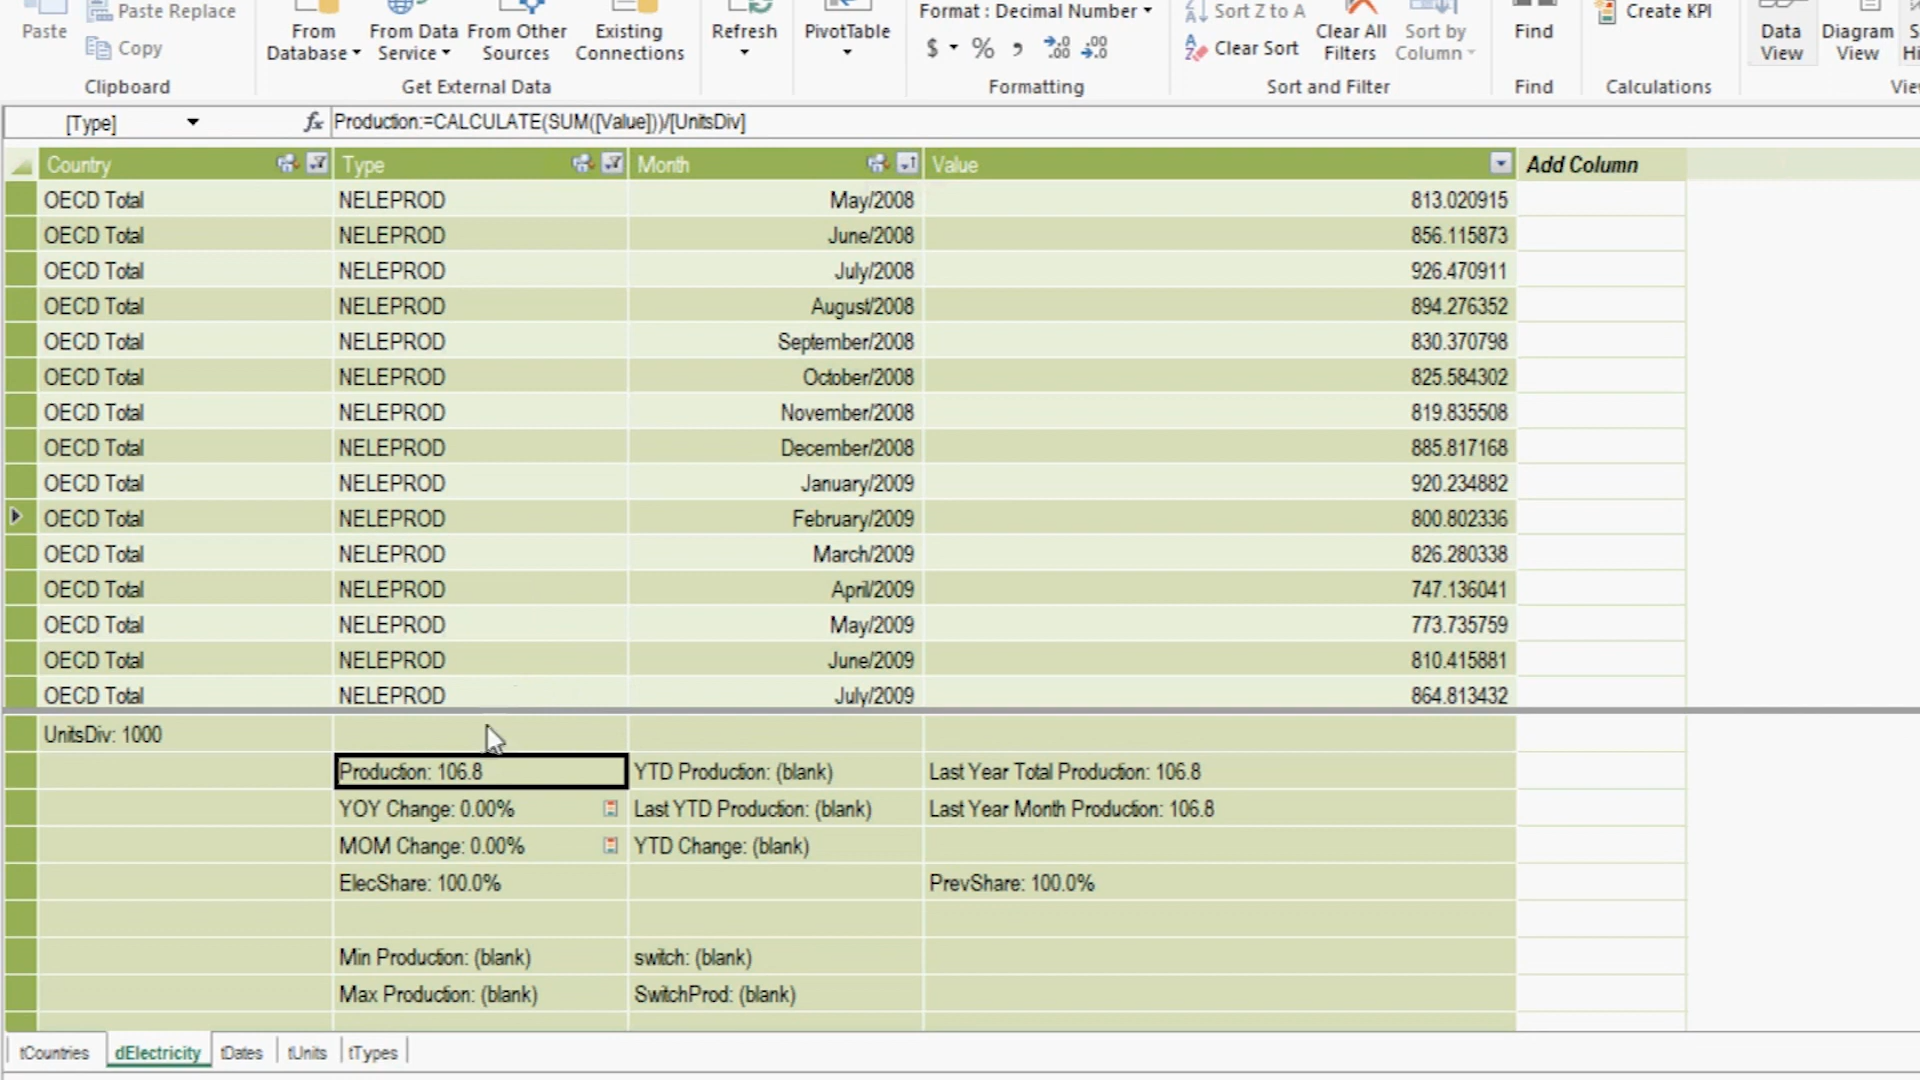 Paste
Paste Replace
Copy
Clipboard
From Database
From Data Service
From Other Sources
Existing Connections
Get External Data
Refresh
PivotTable
Format : Decimal Number
$ % , .00
Formatting
Sort Z to A
Clear Sort
Clear All Filters
Sort by Column
Sort and Filter
Find
Find
Create KPI
Calculations
Data View
Diagram View
[Type] fx Production:=CALCULATE(SUM([Value]))/[UnitsDiv]
Country Type Month Value Add Column
OECD Total NELEPROD May/2008 813.020915
OECD Total NELEPROD June/2008 856.115873
OECD Total NELEPROD July/2008 926.470911
OECD Total NELEPROD August/2008 894.276352
OECD Total NELEPROD September/2008 830.370798
OECD Total NELEPROD October/2008 825.584302
OECD Total NELEPROD November/2008 819.835508
OECD Total NELEPROD December/2008 885.817168
OECD Total NELEPROD January/2009 920.234882
OECD Total NELEPROD February/2009 800.802336
OECD Total NELEPROD March/2009 826.280338
OECD Total NELEPROD April/2009 747.136041
OECD Total NELEPROD May/2009 773.735759
OECD Total NELEPROD June/2009 810.415881
OECD Total NELEPROD July/2009 864.813432
UnitsDiv: 1000
Production: 106.8 YTD Production: (blank) Last Year Total Production: 106.8
YOY Change: 0.00% Last YTD Production: (blank) Last Year Month Production: 106.8
MOM Change: 0.00% YTD Change: (blank)
ElecShare: 100.0% PrevShare: 100.0%
Min Production: (blank) switch: (blank)
Max Production: (blank) SwitchProd: (blank)
tCountries dElectricity tDates tUnits tTypes